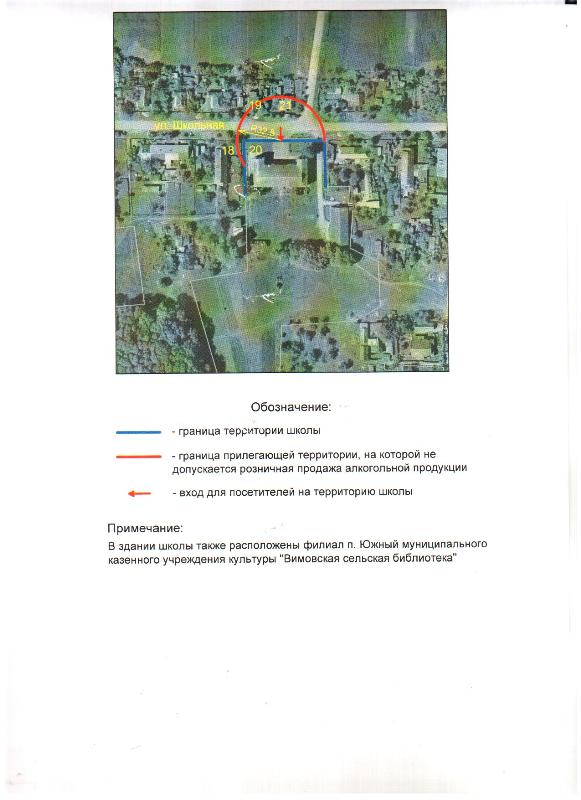 19 21
ул. Школьная
R32,5
18 20
Обозначение:
- граница территории школы
- граница прилегающей территории, на которой не
допускается розничная продажа алкогольной продукции
- вход для посетителей на территорию школы
Примечание:
В здании школы также расположены филиал п. Южный муниципального
казенного учреждения культуры "Вимовская сельская библиотека"